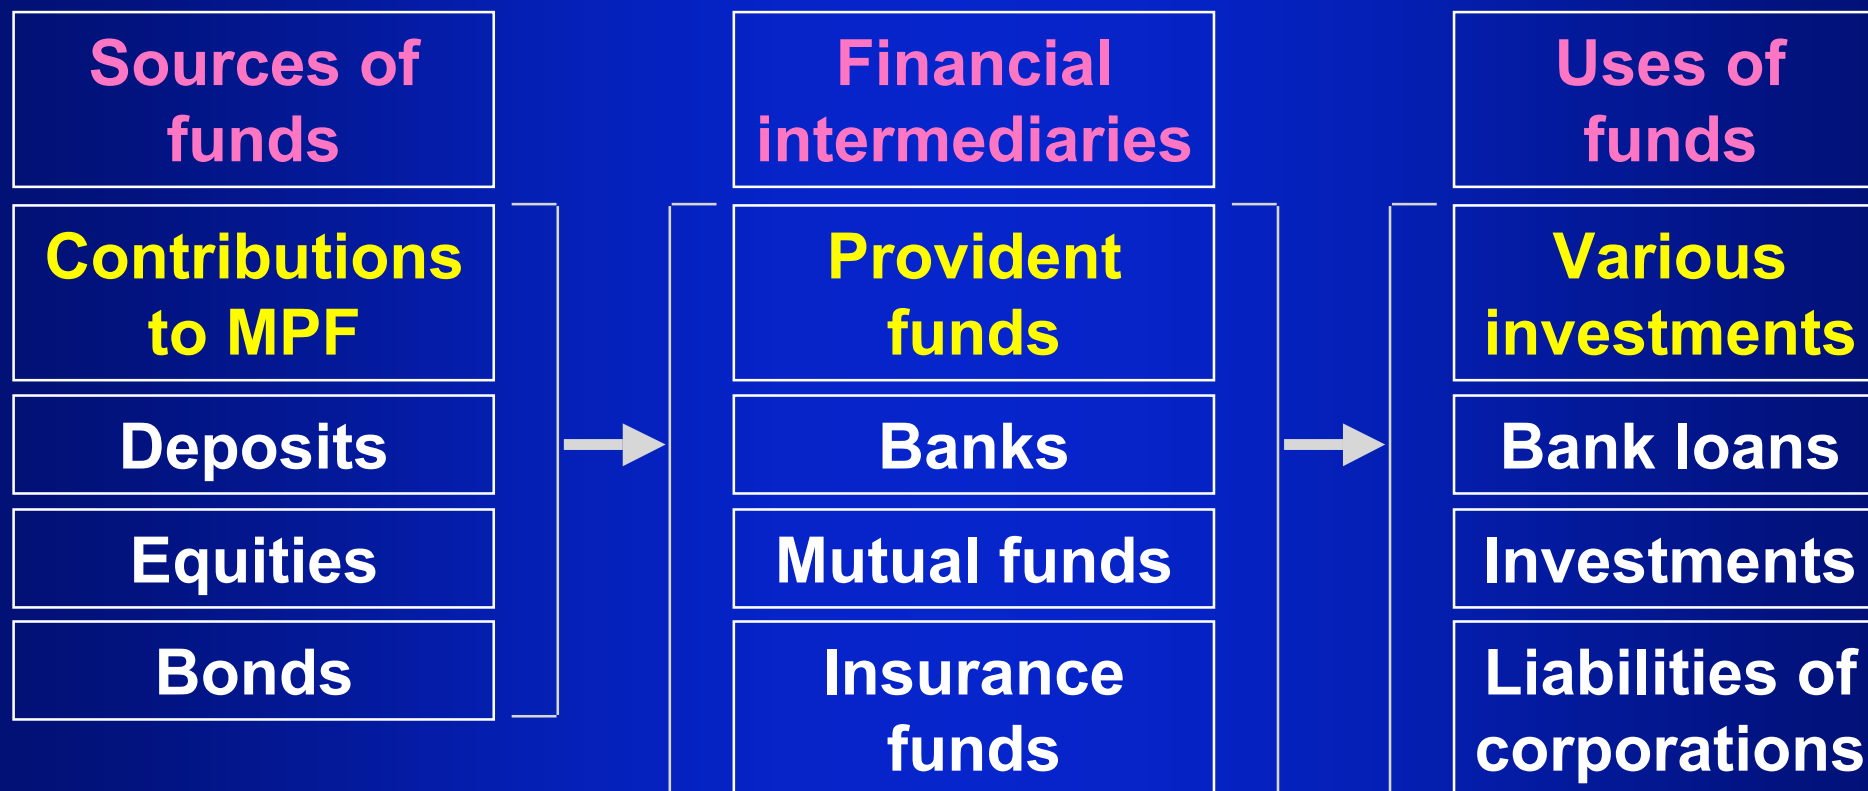 Sources of
funds
Financial
intermediaries
Uses of
funds
Contributions
to MPF
Provident
funds
Various
investments
Deposits
Banks
Bank loans
Equities
Mutual funds
Investments
Bonds
Insurance
funds
Liabilities of
corporations